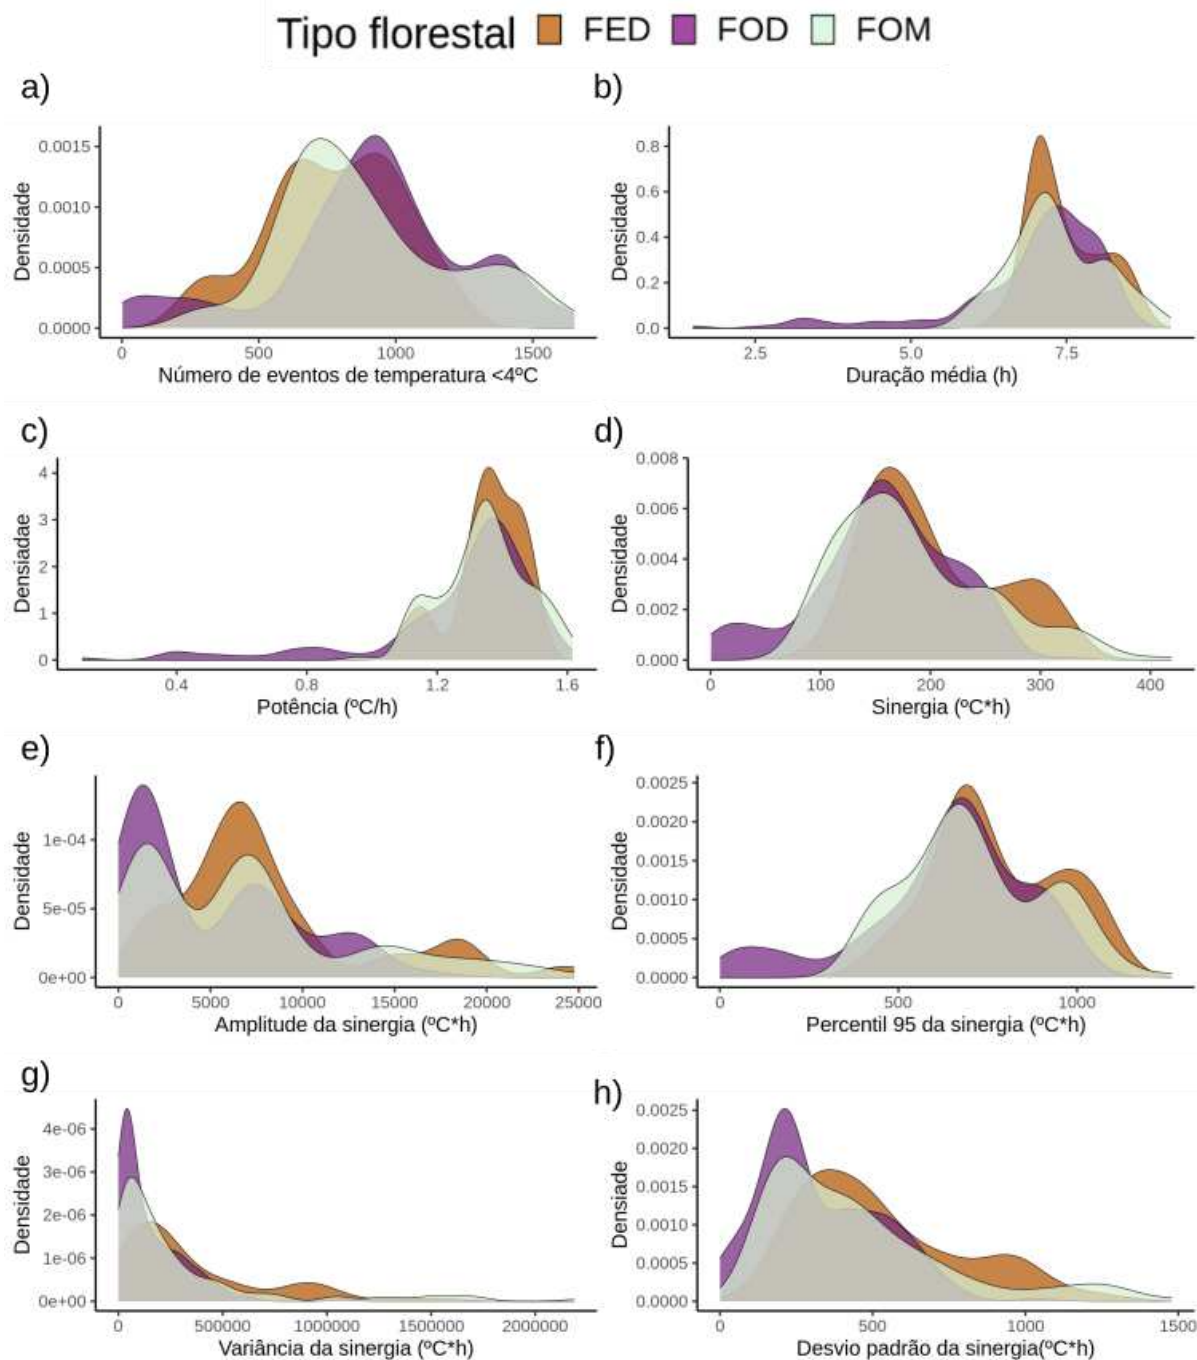 Tipo florestal FED FOD FOM
a)
0.0015
0.0010
0.0005
0.0000
Densidade
0 500 1000 1500
Número de eventos de temperatura <4ºC
b)
0.8
0.6
0.4
0.2
0.0
Densidade
2.5 5.0 7.5
Duração média (h)
c)
4
3
2
1
0
Densiadae
0.4 0.8 1.2 1.6
Potência (ºC/h)
d)
0.008
0.006
0.004
0.002
0.000
Densidade
0 100 200 300 400
Sinergia (ºC*h)
e)
1e-04
5e-05
0e+00
Densidade
0 5000 10000 15000 20000 25000
Amplitude da sinergia (ºC*h)
f)
0.0025
0.0020
0.0015
0.0010
0.0005
0.0000
Densidade
0 500 1000
Percentil 95 da sinergia (ºC*h)
g)
4e-06
3e-06
2e-06
1e-06
0e+00
Densidade
0 500000 1000000 1500000 2000000
Variância da sinergia (ºC*h)
h)
0.0025
0.0020
0.0015
0.0010
0.0005
0.0000
Densiade
0 500 1000 1500
Desvio padrão da sinergia(ºC*h)